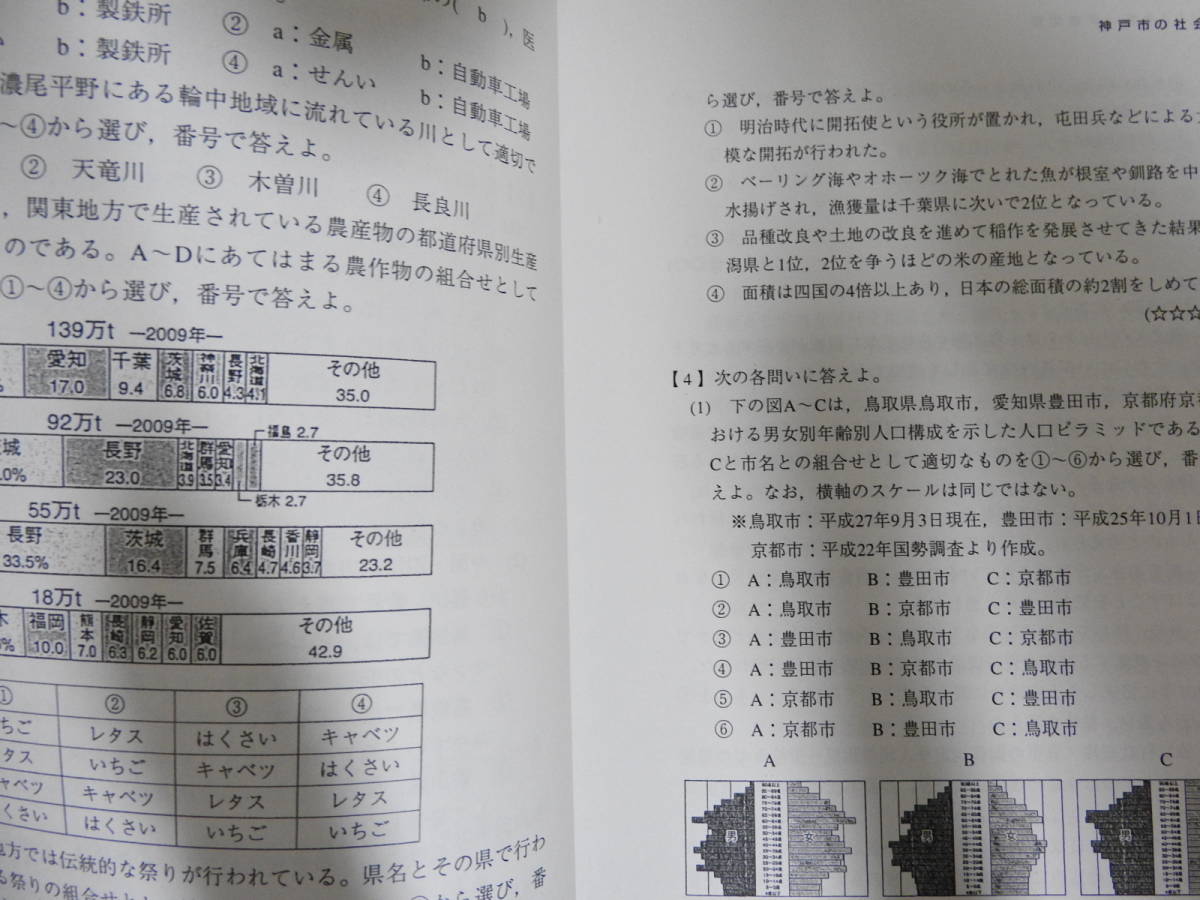 b：製鉄所
②　a：金属
b：製鉄所
④　a：せんい
の(　b　)，医
b：自動車工場
b：自動車工場
濃尾平野にある輪中地域に流れている川として適切で
～④から選び，番号で答えよ。
②　天竜川　③　木曽川　④　長良川
，関東地方で生産されている農産物の都道府県別生産
のである。A～Dにあてはまる農作物の組合せとして
①～④から選び，番号で答えよ。
139万t　―2009年―
%　愛知 17.0　千葉 9.4　茨城 6.8　神奈川 6.0　長野 4.3　北海道 4.1　その他 35.0
92万t　―2009年―
福島 2.7
城 .0%　長野 23.0　北海道 3.9　群馬 3.5　愛知 3.4　その他 35.8
栃木 2.7
55万t　―2009年―
長野 33.5%　茨城 16.4　群馬 7.5　兵庫 6.4　長崎 4.7　香川 4.6　静岡 3.7　その他 23.2
18万t　―2009年―
木 %　福岡 10.0　熊本 7.0　長崎 6.3　静岡 6.2　愛知 6.0　佐賀 6.0　その他 42.9
①　②　③　④
ちご　レタス　はくさい　キャベツ
タス　いちご　キャベツ　はくさい
ャベツ　キャベツ　レタス　レタス
くさい　はくさい　いちご　いちご
方では伝統的な祭りが行われている。県名とその県で行わ
る祭りの組合せと
から選び，番
神戸市の社会
ら選び，番号で答えよ。
①　明治時代に開拓使という役所が置かれ，屯田兵などによる
模な開拓が行われた。
②　ベーリング海やオホーツク海でとれた魚が根室や釧路を中
水揚げされ，漁獲量は千葉県に次いで2位となっている。
③　品種改良や土地の改良を進めて稲作を発展させてきた結果
潟県と1位，2位を争うほどの米の産地となっている。
④　面積は四国の4倍以上あり，日本の総面積の約2割をしめて
(☆☆☆
【4】次の各問いに答えよ。
(1)　下の図A～Cは，鳥取県鳥取市，愛知県豊田市，京都府京都
おける男女別年齢別人口構成を示した人口ピラミッドである
Cと市名との組合せとして適切なものを①～⑥から選び，番
えよ。なお，横軸のスケールは同じではない。
※鳥取市：平成27年9月3日現在，豊田市：平成25年10月1日
京都市：平成22年国勢調査より作成。
①　A：鳥取市　B：豊田市　C：京都市
②　A：鳥取市　B：京都市　C：豊田市
③　A：豊田市　B：鳥取市　C：京都市
④　A：豊田市　B：京都市　C：鳥取市
⑤　A：京都市　B：鳥取市　C：豊田市
⑥　A：京都市　B：豊田市　C：鳥取市
A　B　C
男　女　男　女　男